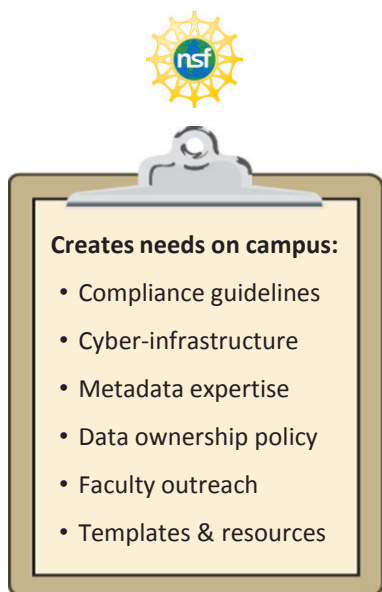 nsf
Creates needs on campus:
• Compliance guidelines
• Cyber-infrastructure
• Metadata expertise
• Data ownership policy
• Faculty outreach
• Templates & resources